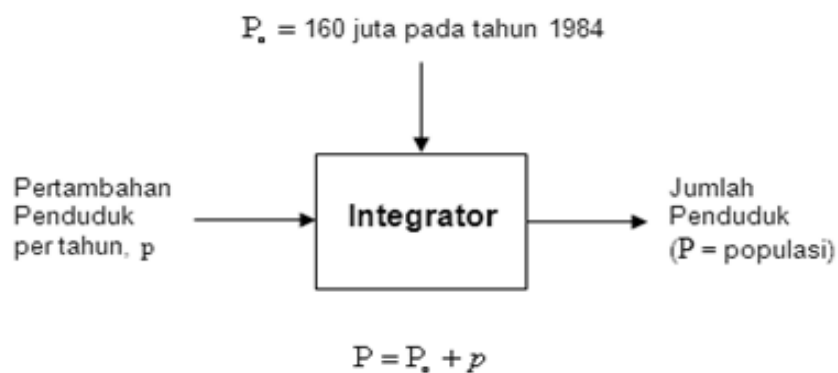 P₀ = 160 juta pada tahun 1984
Pertambahan
Penduduk
per tahun, p
Integrator
Jumlah
Penduduk
(P = populasi)
P = P₀ + p